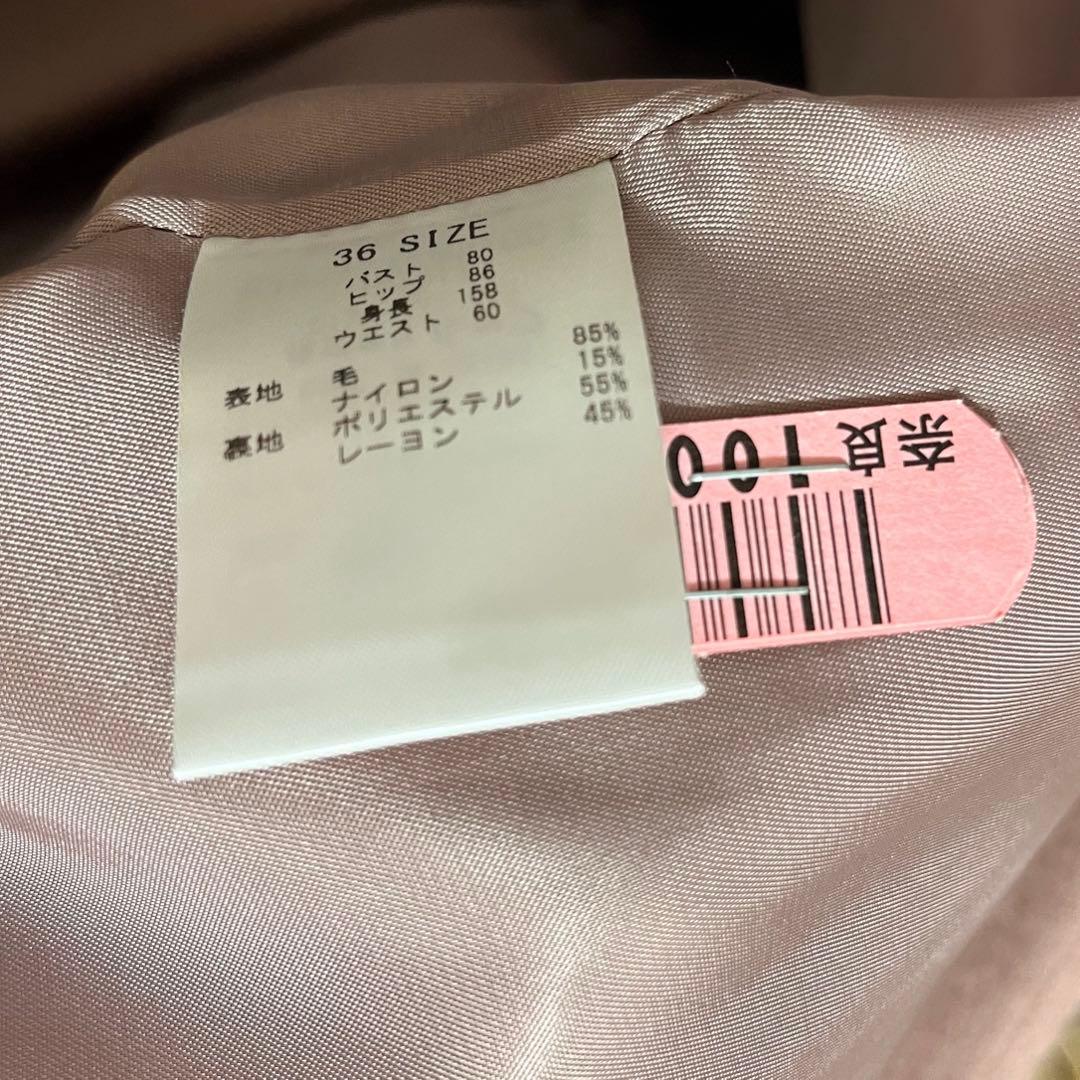 36 SIZE
バスト 80
ヒップ 86
身長 158
ウエスト 60
表地 毛 85%
ナイロン 15%
裏地 ポリエステル 55%
レーヨン 45%
奈良